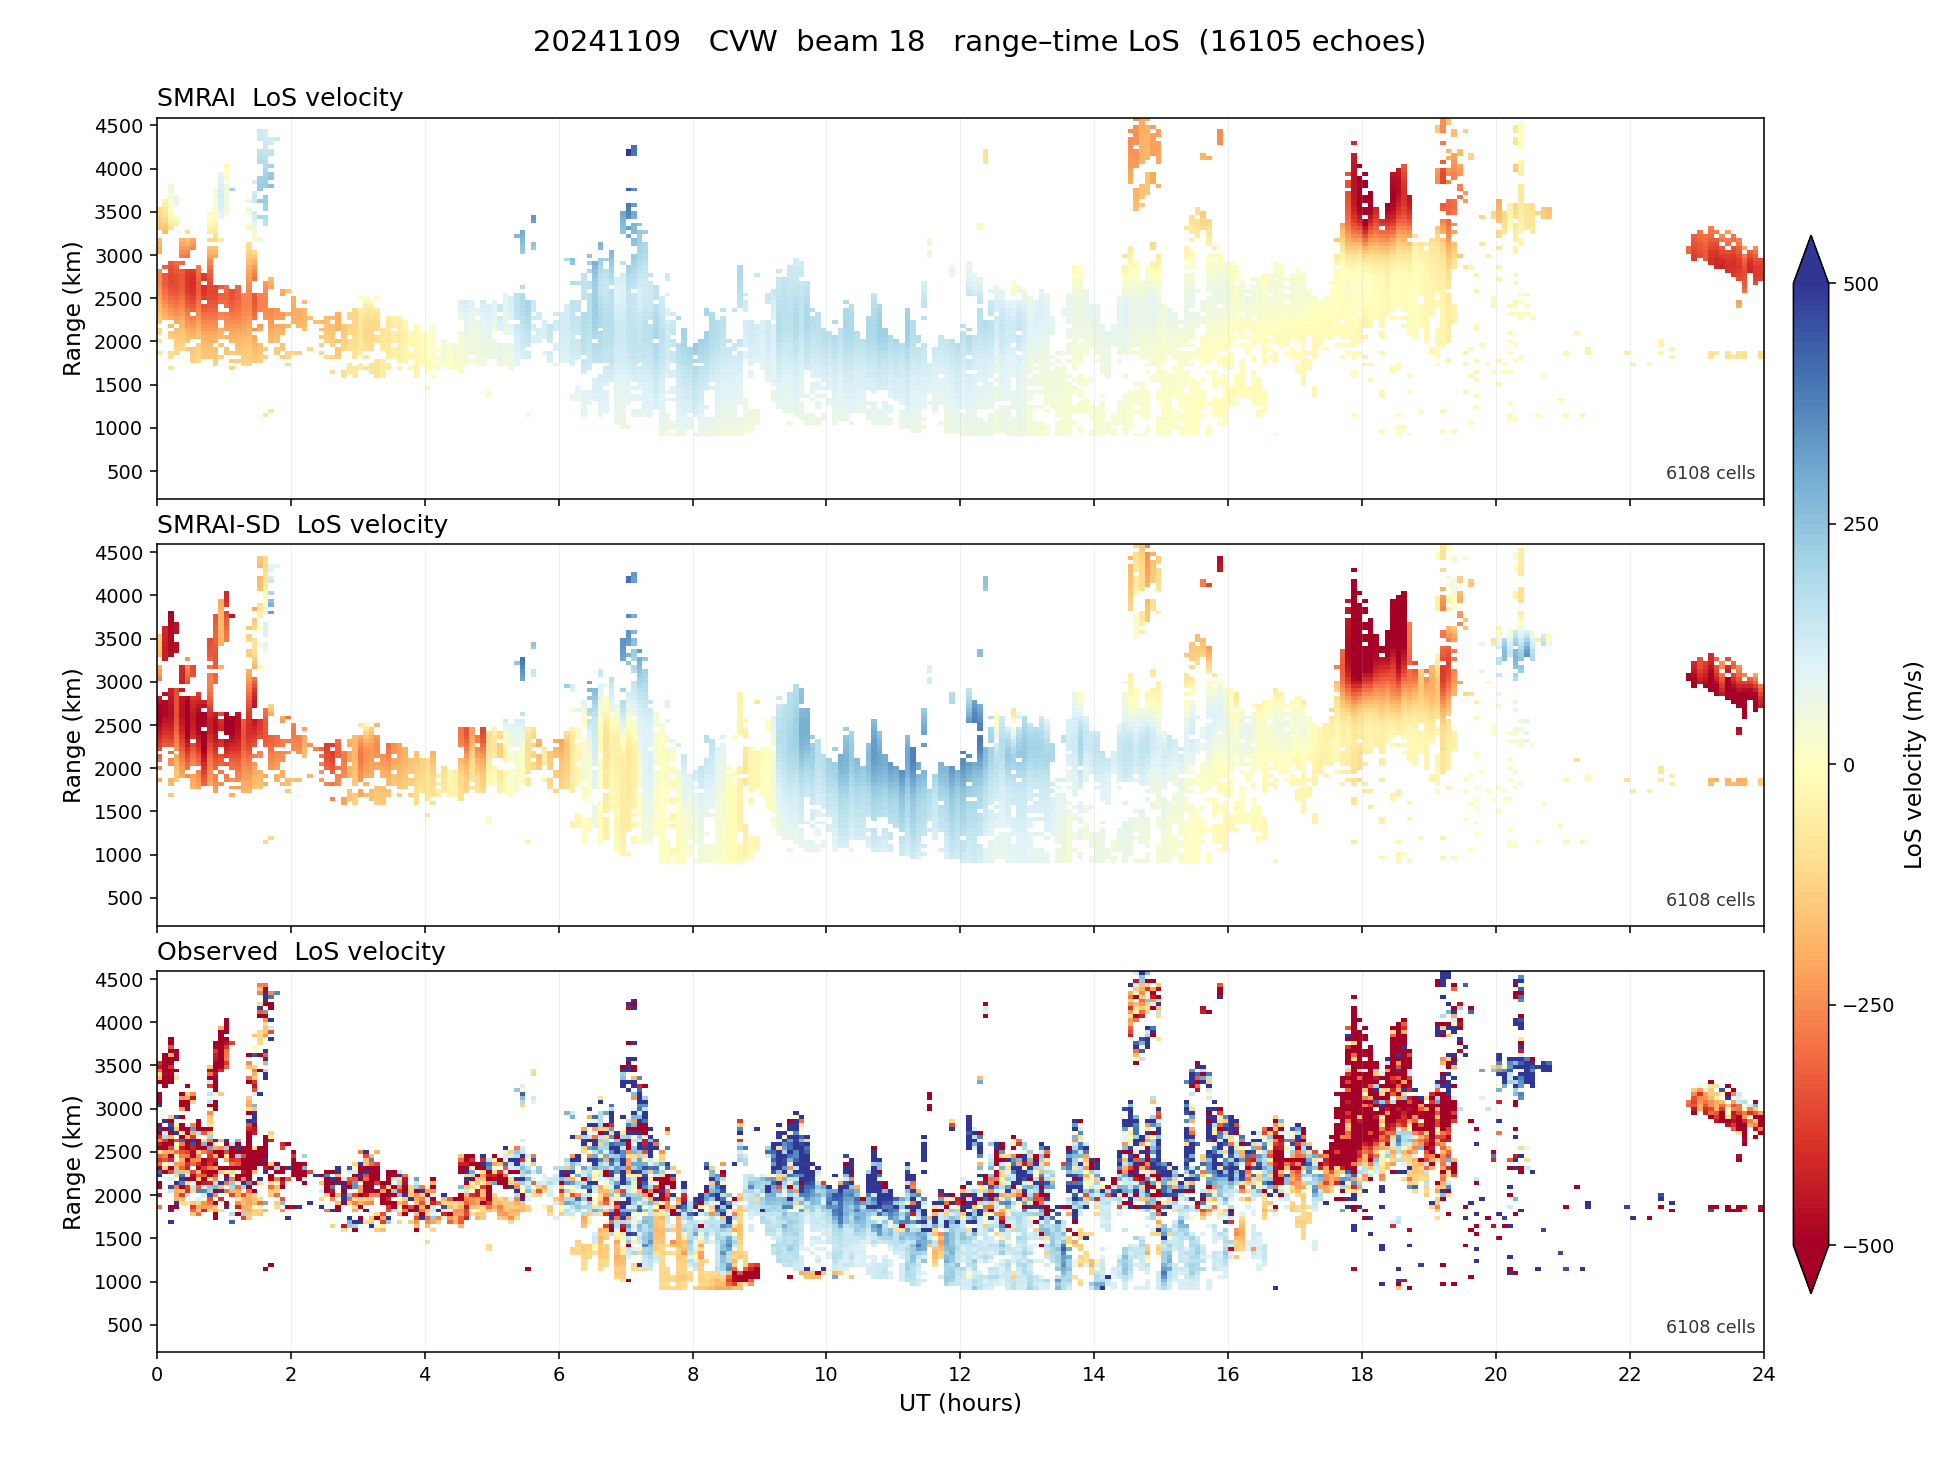 20241109   CVW  beam 18   range–time LoS  (16105 echoes)
SMRAI  LoS velocity
4500
4000
3500
3000
2500
2000
1500
1000
500
Range (km)
6108 cells
SMRAI-SD  LoS velocity
4500
4000
3500
3000
2500
2000
1500
1000
500
Range (km)
6108 cells
Observed  LoS velocity
4500
4000
3500
3000
2500
2000
1500
1000
500
Range (km)
6108 cells
0 2 4 6 8 10 12 14 16 18 20 22 24
UT (hours)
500
250
0
−250
−500
LoS velocity (m/s)